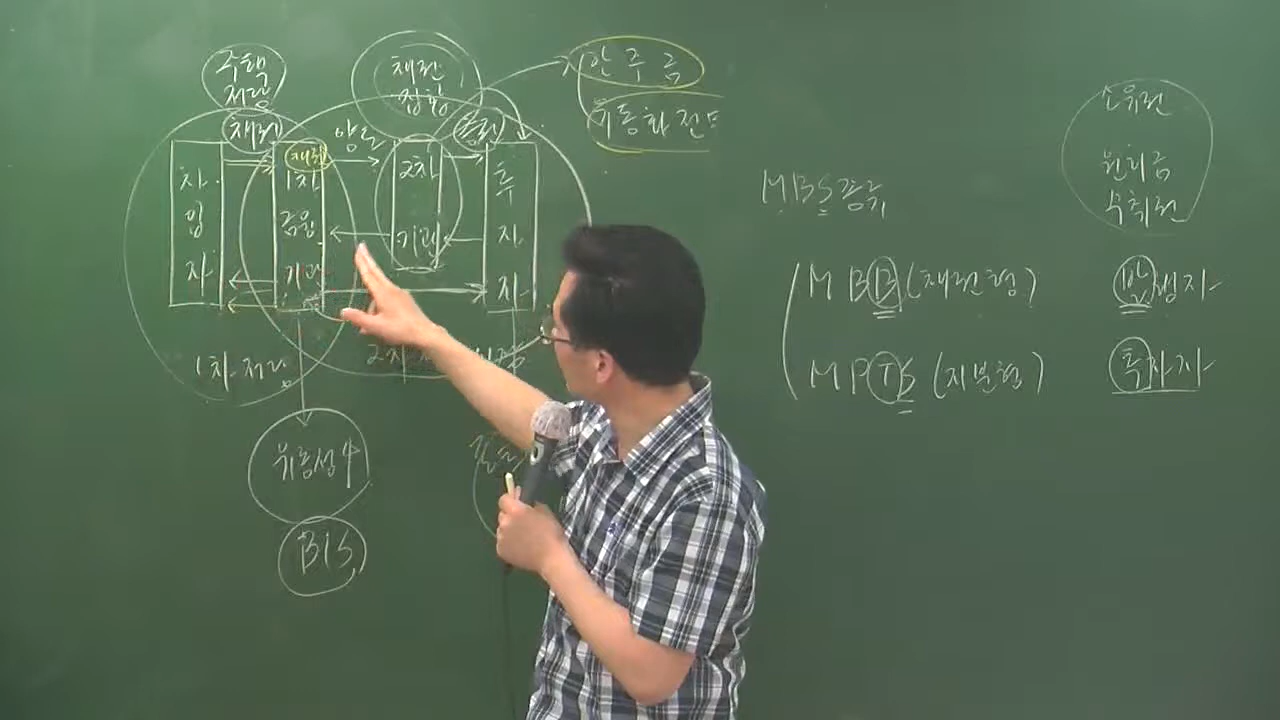 주택
저당
채권
집합
한주금
유동화전
채권
양도
증권
차
입
자
채권
1차
금융
기관
2차
기관
투
자
자
1차저당
2차
유동성↑
BIS
MBS종류
MBB(채권형)
MPTS(지분형)
소유권
원리금
수취권
발행자
투자자